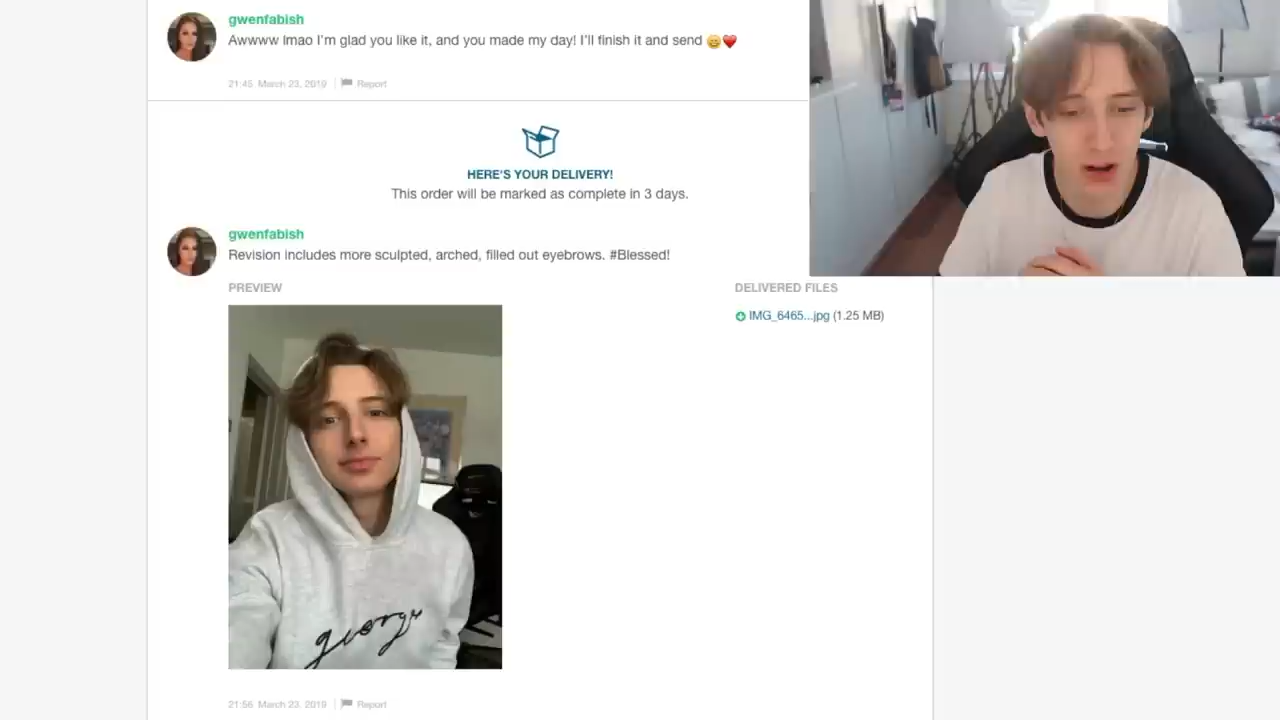 gwenfabish
Awwww lmao I'm glad you like it, and you made my day! I'll finish it and send 😄❤️
21:45 March 23, 2019 | Report
HERE'S YOUR DELIVERY!
This order will be marked as complete in 3 days.
gwenfabish
Revision includes more sculpted, arched, filled out eyebrows. #Blessed!
PREVIEW
DELIVERED FILES
IMG_6465...jpg (1.25 MB)
george
21:56 March 23, 2019 | Report